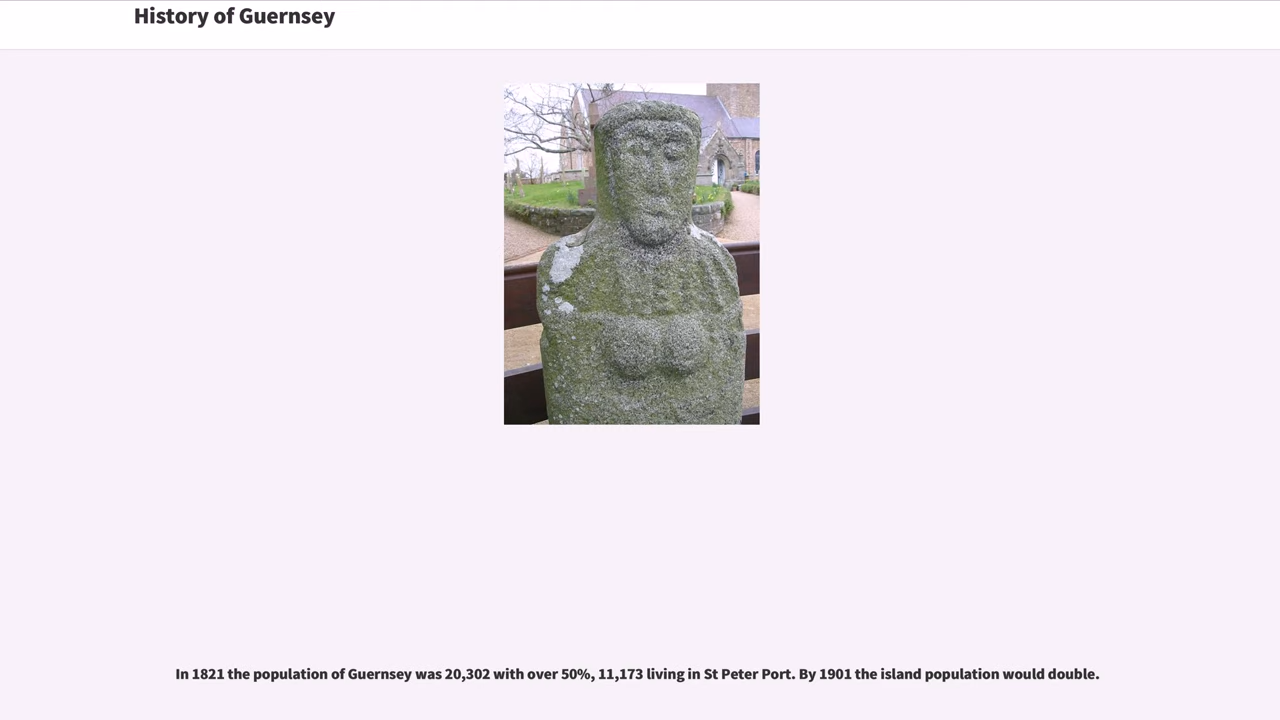 History of Guernsey
In 1821 the population of Guernsey was 20,302 with over 50%, 11,173 living in St Peter Port. By 1901 the island population would double.